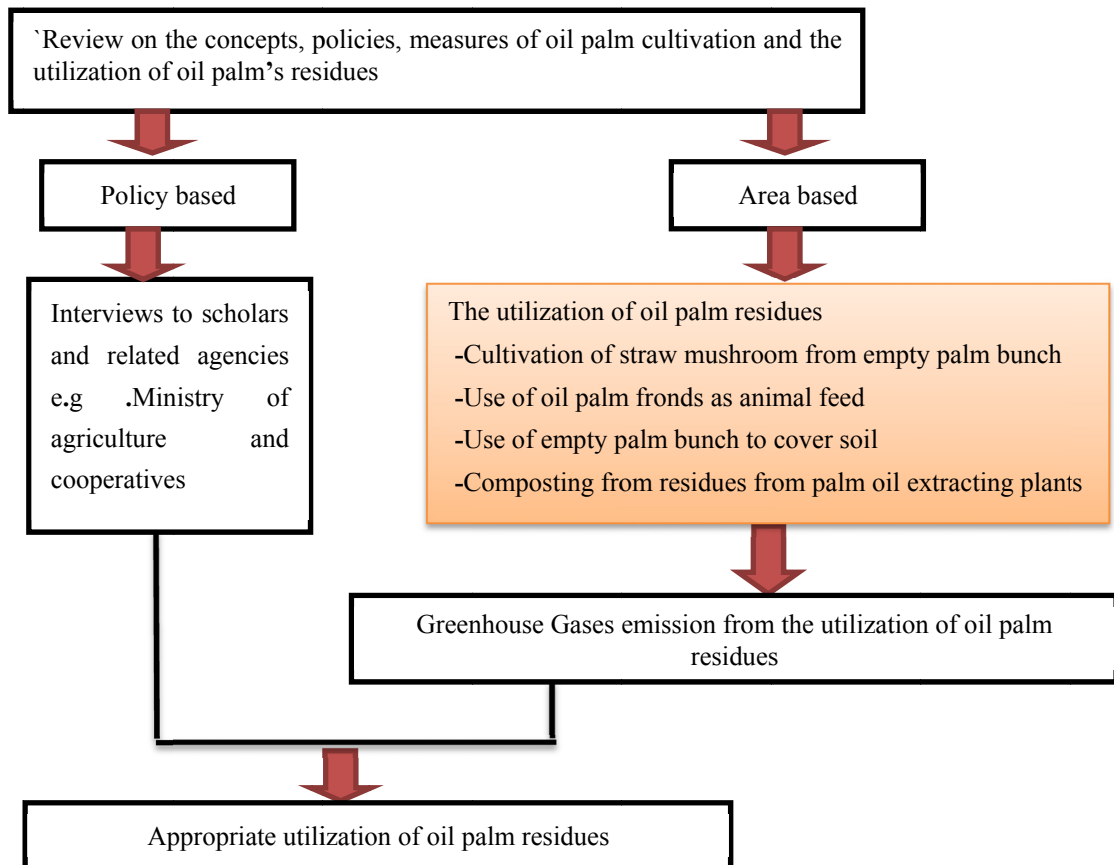 `Review on the concepts, policies, measures of oil palm cultivation and the
utilization of oil palm's residues
Policy based
Area based
Interviews to scholars
and related agencies
e.g .Ministry of
agriculture and
cooperatives
The utilization of oil palm residues
-Cultivation of straw mushroom from empty palm bunch
-Use of oil palm fronds as animal feed
-Use of empty palm bunch to cover soil
-Composting from residues from palm oil extracting plants
Greenhouse Gases emission from the utilization of oil palm
residues
Appropriate utilization of oil palm residues